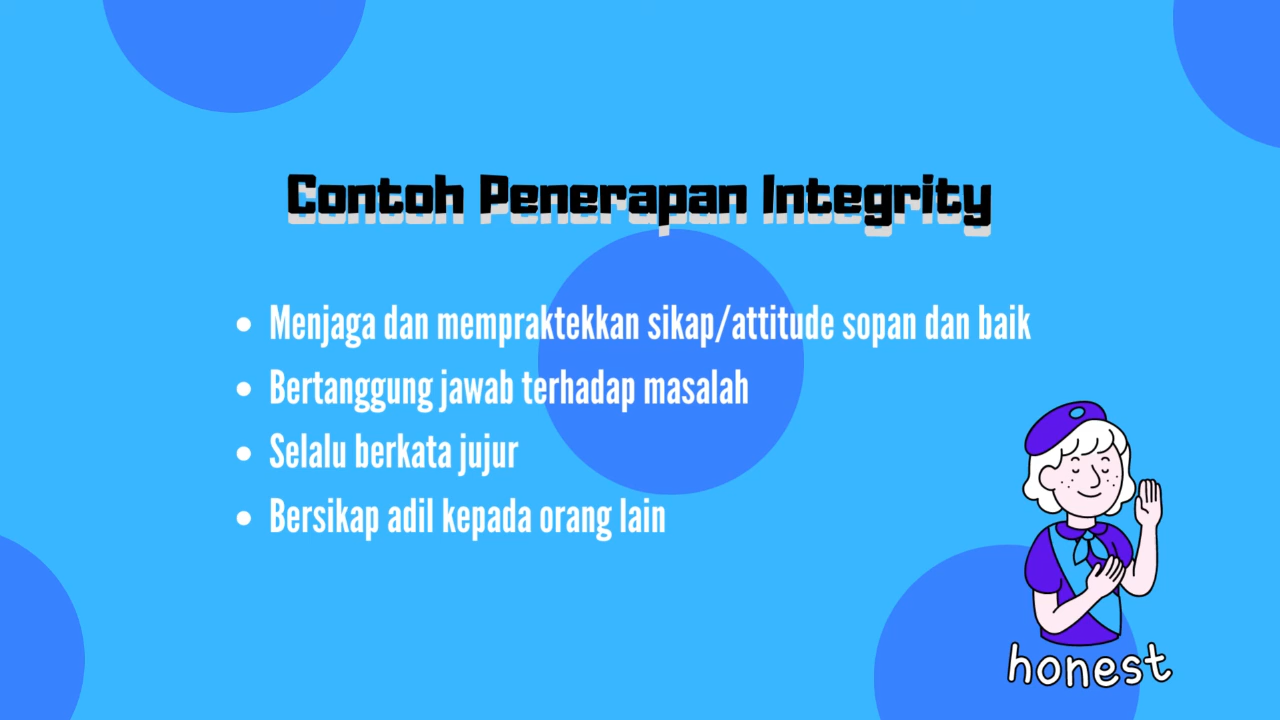 Contoh Penerapan Integrity
• Menjaga dan mempraktekkan sikap/attitude sopan dan baik
• Bertanggung jawab terhadap masalah
• Selalu berkata jujur
• Bersikap adil kepada orang lain
honest